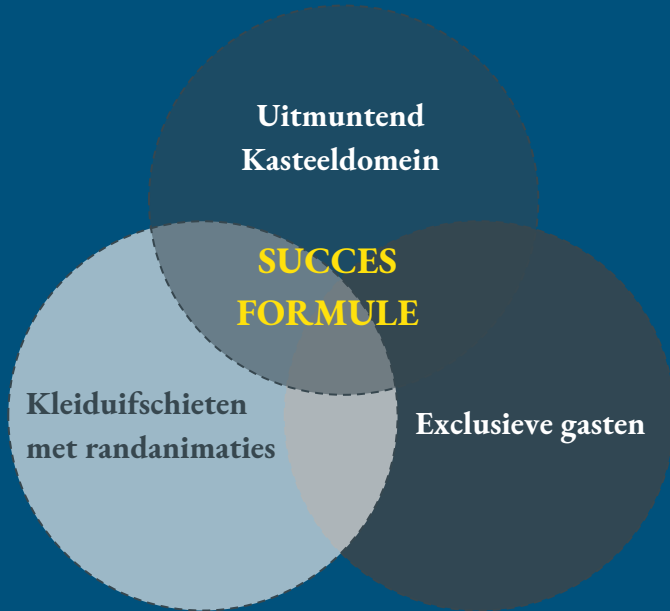 Uitmuntend
Kasteeldomein
SUCCES
FORMULE
Kleiduifschieten
met randanimaties
Exclusieve gasten